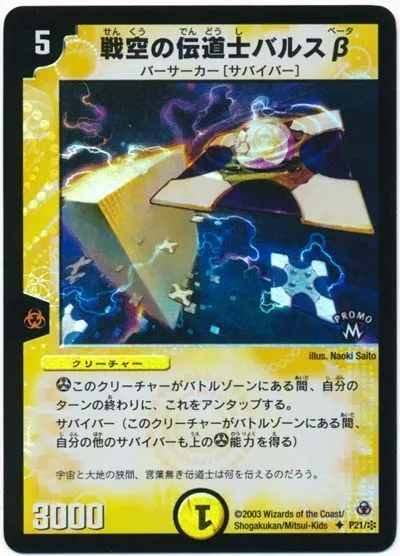 5
せん くう でん どう し ベータ
戦空の伝道士バルスβ
バーサーカー[サバイバー]
PROMO
M
illus. Naoki Saito
クリーチャー
このクリーチャーがバトルゾーンにある間、自分の
ターンの終わりに、これをアンタップする。
サバイバー(このクリーチャーがバトルゾーンにある間、
自分の他のサバイバーも上の能力を得る)
宇宙と大地の狭間、言葉無き伝道士は何を伝えるのだろう。
3000
1
©2003 Wizards of the Coast/
Shogakukan/Mitsui-Kids
P21/